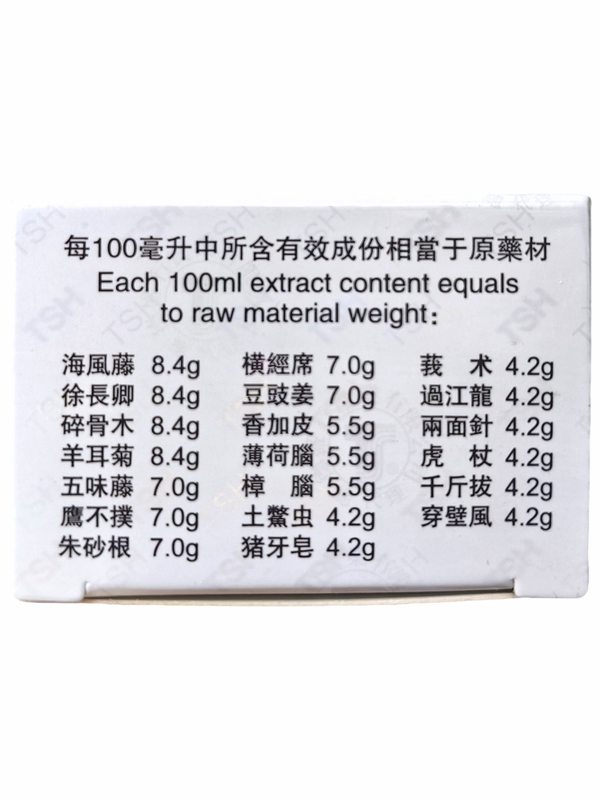 每100毫升中所含有效成份相當于原藥材
Each 100ml extract content equals
to raw material weight:
海風藤 8.4g 橫經席 7.0g 莪 术 4.2g
徐長卿 8.4g 豆豉姜 7.0g 過江龍 4.2g
碎骨木 8.4g 香加皮 5.5g 兩面針 4.2g
羊耳菊 8.4g 薄荷腦 5.5g 虎 杖 4.2g
五味藤 7.0g 樟 腦 5.5g 千斤拔 4.2g
鷹不撲 7.0g 土鱉虫 4.2g 穿壁風 4.2g
朱砂根 7.0g 猪牙皂 4.2g
TSH